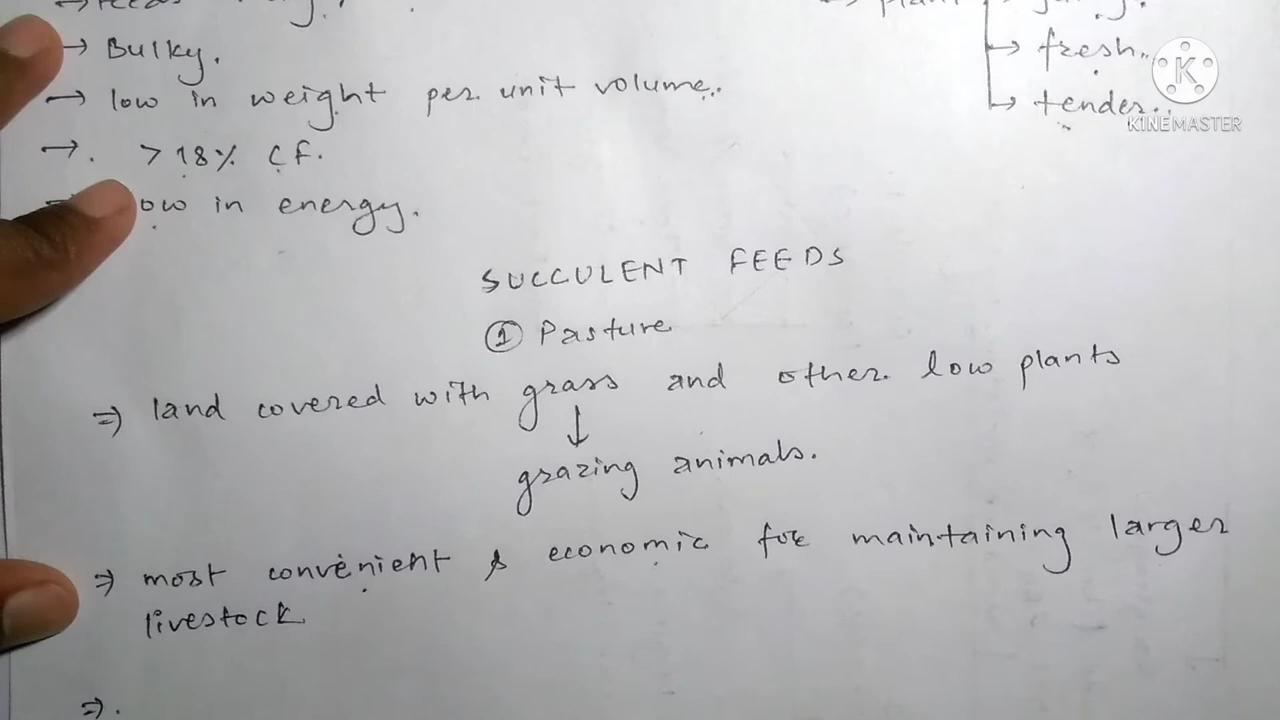 → Bulky.
→ fresh.
→ low in weight per unit volume.
→ tender.
K
KINEMASTER
→ . > 18% CF.
ow in energy.
SUCCULENT FEEDS
① Pasture
⇒ land covered with grass and other low plants
↓
grazing animals.
⇒ most convenient & economic for maintaining larger
livestock
⇒.